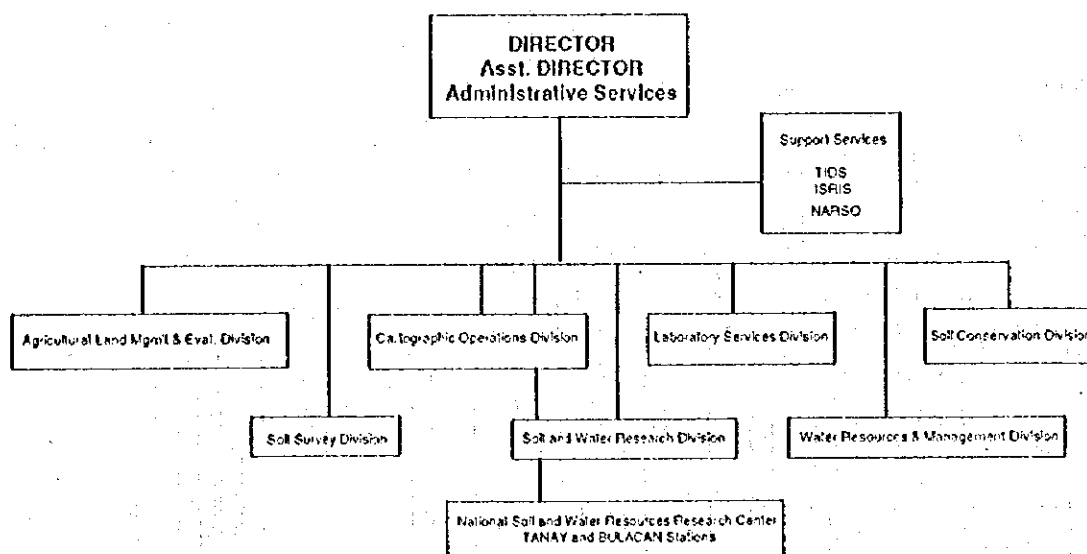 DIRECTOR
Asst. DIRECTOR
Administrative Services
Support Services
TIDS
ISRIS
NARSO
Agricultural Land Mgmt & Eval. Division
Cartographic Operations Division
Laboratory Services Division
Soil Conservation Division
Soil Survey Division
Soil and Water Research Division
Water Resources & Management Division
National Soil and Water Resources Research Center
TANAY and BULACAN Stations